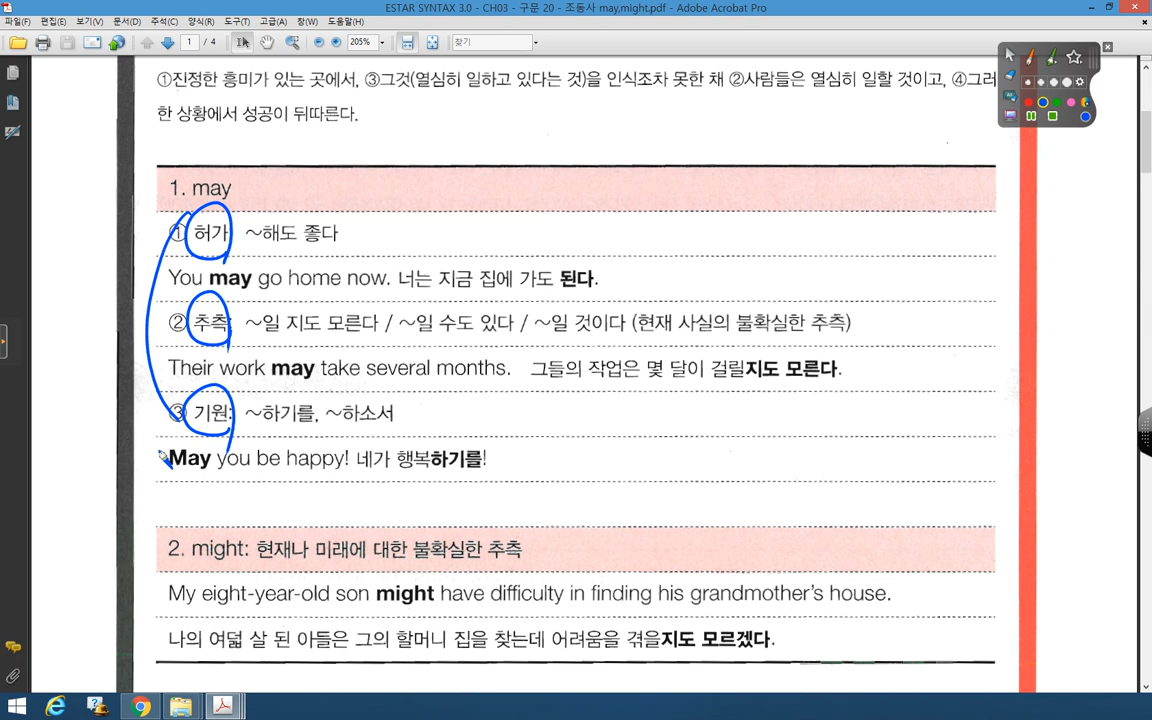 ESTAR SYNTAX 3.0 - CH03 - 구문 20 - 조동사 may,might.pdf - Adobe Acrobat Pro
파일(F) 편집(E) 보기(V) 문서(D) 주석(C) 양식(R) 도구(T) 고급(A) 창(W) 도움말(H)
1 / 4 205% 찾기
①진정한 흥미가 있는 곳에서, ③그것(열심히 일하고 있다는 것)을 인식조차 못한 채 ②사람들은 열심히 일할 것이고, ④그러
한 상황에서 성공이 뒤따른다.
1. may
① 허가 ~해도 좋다
You may go home now. 너는 지금 집에 가도 된다.
② 추측: ~일 지도 모른다 / ~일 수도 있다 / ~일 것이다 (현재 사실의 불확실한 추측)
Their work may take several months. 그들의 작업은 몇 달이 걸릴지도 모른다.
③ 기원: ~하기를, ~하소서
May you be happy! 네가 행복하기를!
2. might: 현재나 미래에 대한 불확실한 추측
My eight-year-old son might have difficulty in finding his grandmother's house.
나의 여덟 살 된 아들은 그의 할머니 집을 찾는데 어려움을 겪을지도 모르겠다.